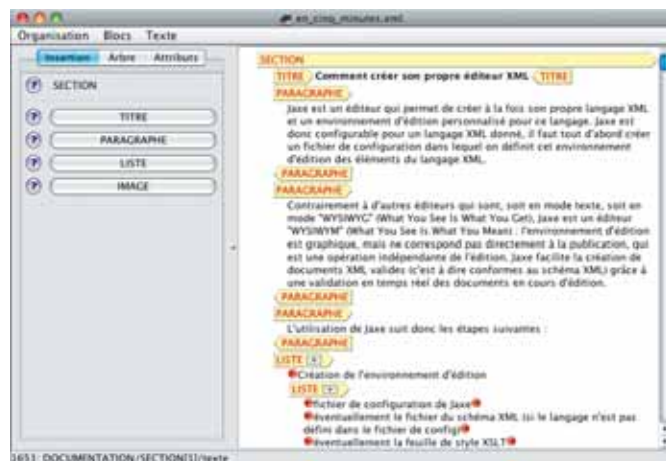 en_cinq_minutes.xml
Organisation Blocs Texte
Insertion Arbre Attributs
SECTION
TITRE
PARAGRAPHE
LISTE
IMAGE
SECTION
TITRE Comment créer son propre éditeur XML TITRE
PARAGRAPHE
Jaxe est un éditeur qui permet de créer à la fois son propre langage XML
et un environnement d'édition personnalisé pour ce langage. Jaxe est
donc configurable pour un langage XML donné, il faut tout d'abord créer
un fichier de configuration dans lequel on définit cet environnement
d'édition des éléments du langage XML.
PARAGRAPHE
PARAGRAPHE
Contrairement à d'autres éditeurs qui sont, soit en mode texte, soit en
mode "WYSIWYG" (What You See Is What You Get), Jaxe est un éditeur
"WYSIWYM" (What You See Is What You Mean) : l'environnement d'édition
est graphique, mais ne correspond pas directement à la publication, qui
est une opération indépendante de l'édition. Jaxe facilite la création de
documents XML valides (c'est à dire conformes au schéma XML) grâce à
une validation en temps réel des documents en cours d'édition.
PARAGRAPHE
PARAGRAPHE
L'utilisation de Jaxe suit donc les étapes suivantes :
PARAGRAPHE
LISTE
Création de l'environnement d'édition
LISTE
fichier de configuration de Jaxe
éventuellement le fichier du schéma XML (si le langage n'est pas
défini dans le fichier de config)
éventuellement la feuille de style XSLT
1653: DOCUMENTATION/SECTION[1]/texte